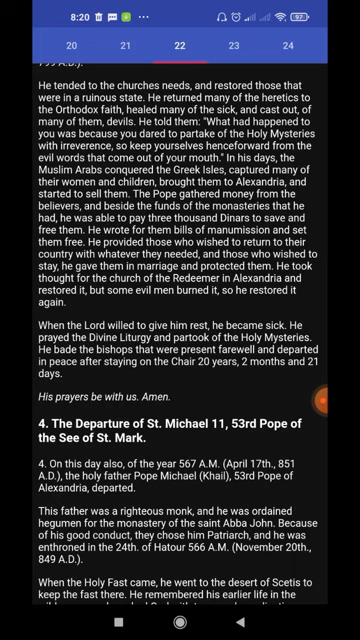 8:20
97
20 21 22 23 24
799 A.D.).
He tended to the churches needs, and restored those that
were in a ruinous state. He returned many of the heretics to
the Orthodox faith, healed many of the sick, and cast out, of
many of them, devils. He told them: "What had happened to
you was because you dared to partake of the Holy Mysteries
with irreverence, so keep yourselves henceforward from the
evil words that come out of your mouth." In his days, the
Muslim Arabs conquered the Greek Isles, captured many of
their women and children, brought them to Alexandria, and
started to sell them. The Pope gathered money from the
believers, and beside the funds of the monasteries that he
had, he was able to pay three thousand Dinars to save and
free them. He wrote for them bills of manumission and set
them free. He provided those who wished to return to their
country with whatever they needed, and those who wished to
stay, he gave them in marriage and protected them. He took
thought for the church of the Redeemer in Alexandria and
restored it, but some evil men burned it, so he restored it
again.
When the Lord willed to give him rest, he became sick. He
prayed the Divine Liturgy and partook of the Holy Mysteries.
He bade the bishops that were present farewell and departed
in peace after staying on the Chair 20 years, 2 months and 21
days.
His prayers be with us. Amen.
4. The Departure of St. Michael 11, 53rd Pope of
the See of St. Mark.
4. On this day also, of the year 567 A.M. (April 17th., 851
A.D.), the holy father Pope Michael (Khail), 53rd Pope of
Alexandria, departed.
This father was a righteous monk, and he was ordained
hegumen for the monastery of the saint Abba John. Because
of his good conduct, they chose him Patriarch, and he was
enthroned in the 24th. of Hatour 566 A.M. (November 20th.,
849 A.D.).
When the Holy Fast came, he went to the desert of Scetis to
keep the fast there. He remembered his earlier life in the